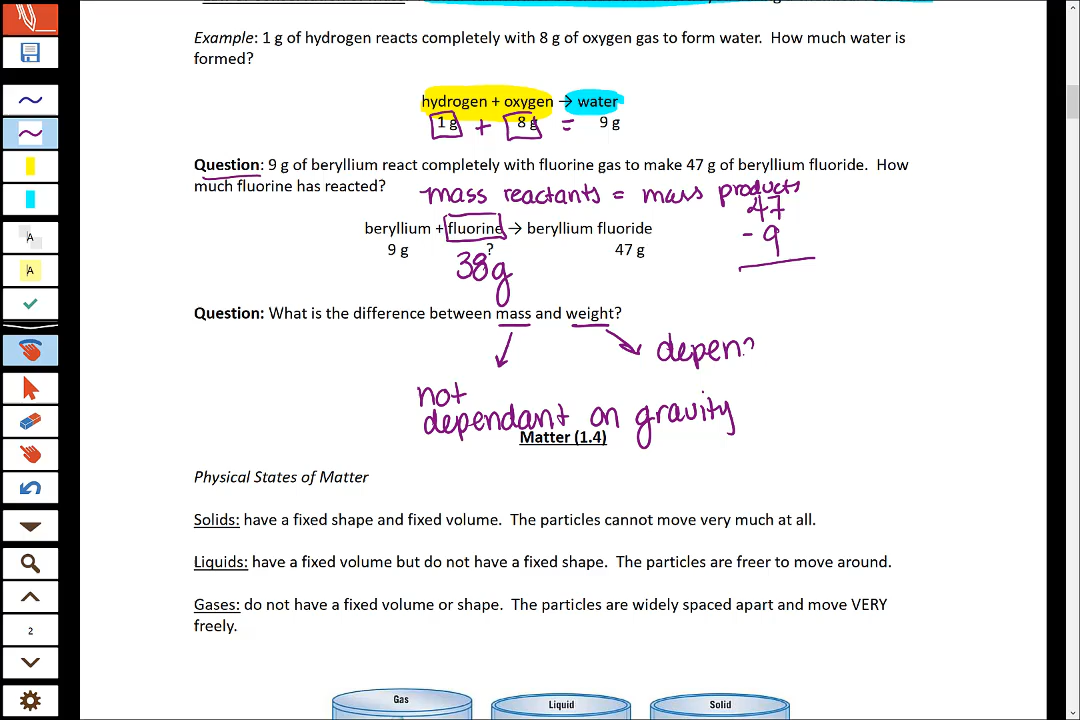 Example: 1 g of hydrogen reacts completely with 8 g of oxygen gas to form water. How much water is
formed?
hydrogen + oxygen → water
1 g + 8 g = 9 g
Question: 9 g of beryllium react completely with fluorine gas to make 47 g of beryllium fluoride. How
much fluorine has reacted?
mass reactants = mass products
47
- 9
beryllium + fluorine → beryllium fluoride
9 g ? 47 g
38g
Question: What is the difference between mass and weight?
depen
not
dependant on gravity
Matter (1.4)
Physical States of Matter
Solids: have a fixed shape and fixed volume. The particles cannot move very much at all.
Liquids: have a fixed volume but do not have a fixed shape. The particles are freer to move around.
Gases: do not have a fixed volume or shape. The particles are widely spaced apart and move VERY
freely.
Gas Liquid Solid
A
A
2